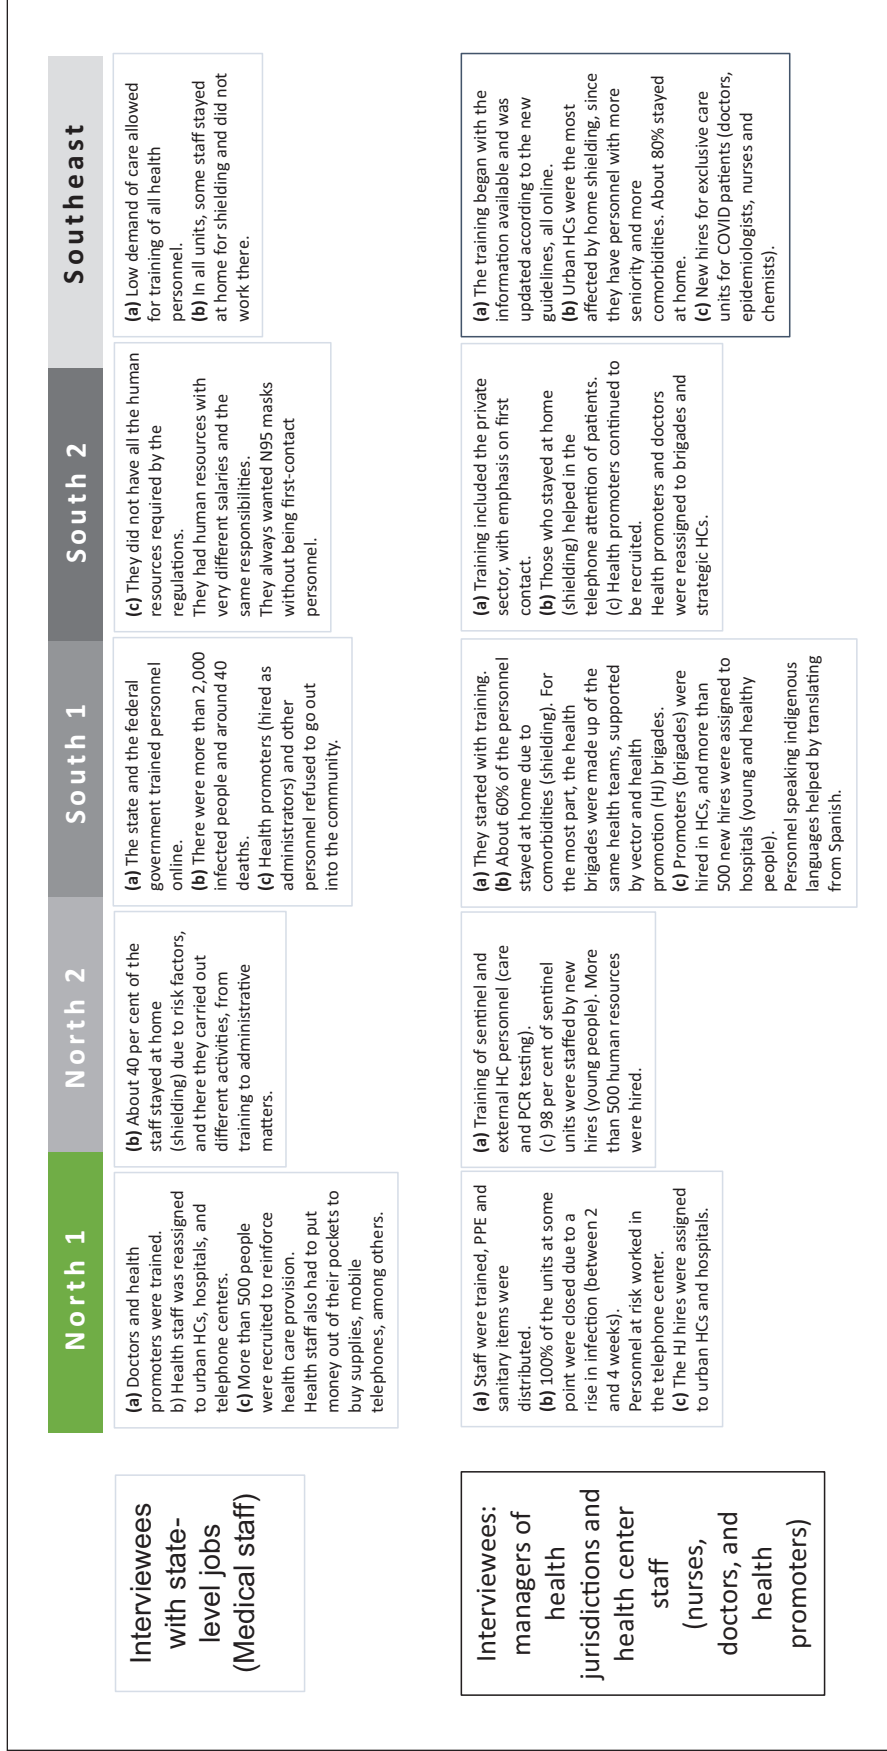 North 1
North 2
South 1
South 2
Southeast
Interviewees
with state-
level jobs
(Medical staff)
(a) Doctors and health
promoters were trained.
b) Health staff was reassigned
to urban HCs, hospitals, and
telephone centers.
(c) More than 500 people
were recruited to reinforce
health care provision.
Health staff also had to put
money out of their pockets to
buy supplies, mobile
telephones, among others.
(b) About 40 per cent of the
staff stayed at home
(shielding) due to risk factors,
and there they carried out
different activities, from
training to administrative
matters.
(a) The state and the federal
government trained personnel
online.
(b) There were more than 2,000
infected people and around 40
deaths.
(c) Health promoters (hired as
administrators) and other
personnel refused to go out
into the community.
(c) They did not have all the human
resources required by the
regulations.
They had human resources with
very different salaries and the
same responsibilities.
They always wanted N95 masks
without being first-contact
personnel.
(a) Low demand of care allowed
for training of all health
personnel.
(b) In all units, some staff stayed
at home for shielding and did not
work there.
Interviewees:
managers of
health
jurisdictions and
health center
staff
(nurses,
doctors, and
health
promoters)
(a) Staff were trained, PPE and
sanitary items were
distributed.
(b) 100% of the units at some
point were closed due to a
rise in infection (between 2
and 4 weeks).
Personnel at risk worked in
the telephone center.
(c) The HJ hires were assigned
to urban HCs and hospitals.
(a) Training of sentinel and
external HC personnel (care
and PCR testing).
(c) 98 per cent of sentinel
units were staffed by new
hires (young people). More
than 500 human resources
were hired.
(a) They started with training.
(b) About 60% of the personnel
stayed at home due to
comorbidities (shielding). For
the most part, the health
brigades were made up of the
same health teams, supported
by vector and health
promotion (HJ) brigades.
(c) Promoters (brigades) were
hired in HCs, and more than
500 new hires were assigned to
hospitals (young and healthy
people).
Personnel speaking indigenous
languages helped by translating
from Spanish.
(a) Training included the private
sector, with emphasis on first
contact.
(b) Those who stayed at home
(shielding) helped in the
telephone attention of patients.
(c) Health promoters continued to
be recruited.
Health promoters and doctors
were reassigned to brigades and
strategic HCs.
(a) The training began with the
information available and was
updated according to the new
guidelines, all online.
(b) Urban HCs were the most
affected by home shielding, since
they have personnel with more
seniority and more
comorbidities. About 80% stayed
at home.
(c) New hires for exclusive care
units for COVID patients (doctors,
epidemiologists, nurses and
chemists).